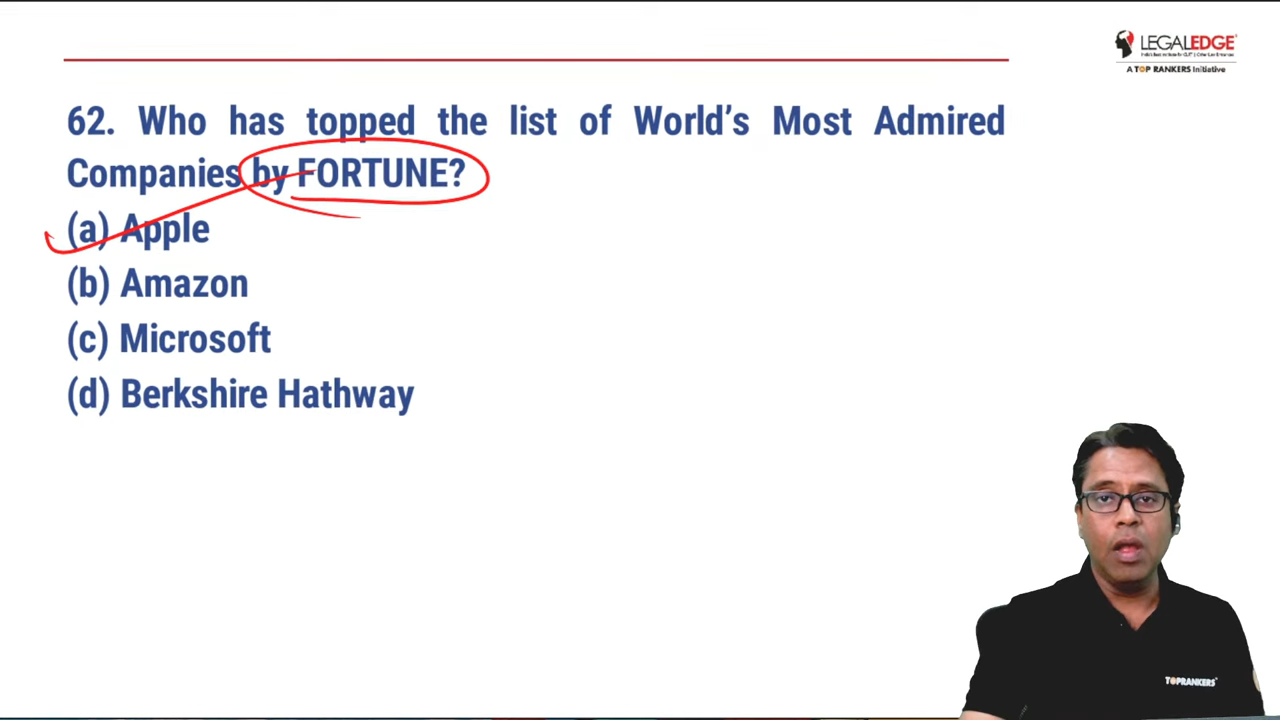 LEGALEDGE
A TOP RANKERS Initiative
62. Who has topped the list of World’s Most Admired
Companies by FORTUNE?
(a) Apple
(b) Amazon
(c) Microsoft
(d) Berkshire Hathway
TOPRANKERS